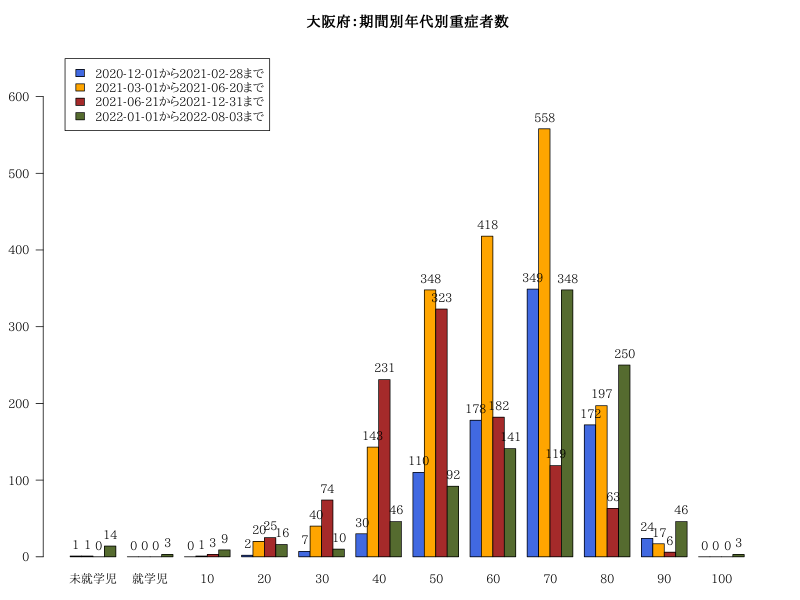 大阪府：期間別年代別重症者数
2020-12-01から2021-02-28まで
2021-03-01から2021-06-20まで
2021-06-21から2021-12-31まで
2022-01-01から2022-08-03まで
600
500
400
300
200
100
0
1 1 0 14
0 0 0 3
0 1 3 9
2 20 25 16
7 40 74 10
30 143 231 46
110 348 323 92
178 418 182 141
349 558 119 348
172 197 63 250
24 17 6 46
0 0 0 3
未就学児 就学児 10 20 30 40 50 60 70 80 90 100